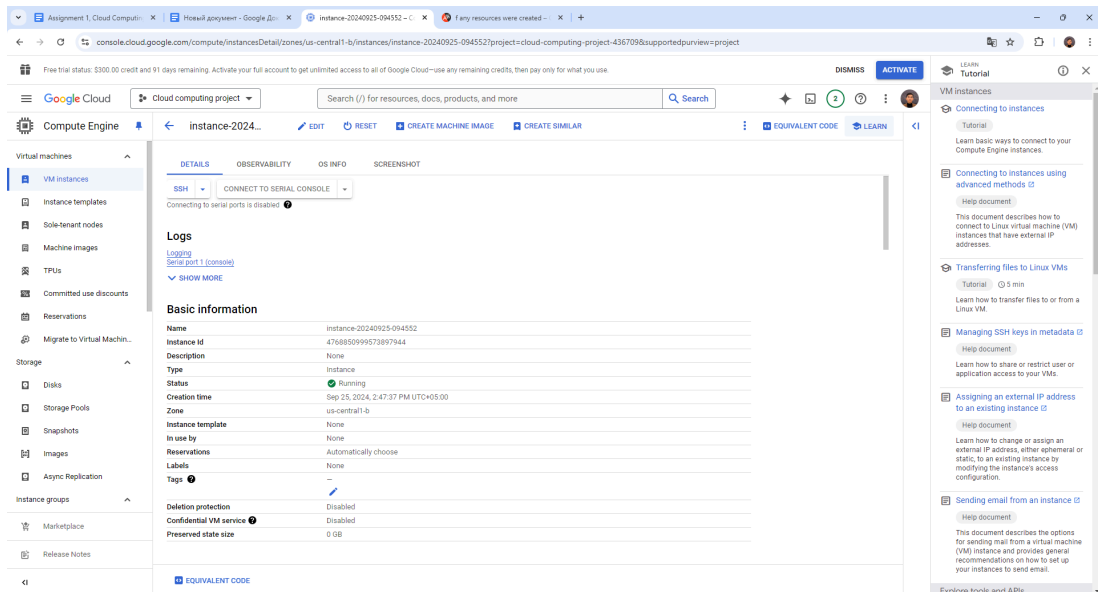 Assignment 1, Cloud Computin
Новый документ - Google До
instance-20240925-094552 – C
F any resources were created –
console.cloud.google.com/compute/instancesDetail/zones/us-central1-b/instances/instance-20240925-094552?project=cloud-computing-project-436709&supportedpurview=project
Free trial status: $300.00 credit and 91 days remaining. Activate your full account to get unlimited access to all of Google Cloud—use any remaining credits, then pay only for what you use.
DISMISS
ACTIVATE
Google Cloud
Cloud computing project
Search (/) for resources, docs, products, and more
Search
2
Compute Engine
instance-2024...
EDIT
RESET
CREATE MACHINE IMAGE
CREATE SIMILAR
EQUIVALENT CODE
LEARN
Virtual machines
VM instances
Instance templates
Sole-tenant nodes
Machine images
TPUs
Committed use discounts
Reservations
Migrate to Virtual Machin...
Storage
Disks
Storage Pools
Snapshots
Images
Async Replication
Instance groups
Marketplace
Release Notes
DETAILS
OBSERVABILITY
OS INFO
SCREENSHOT
SSH
CONNECT TO SERIAL CONSOLE
Connecting to serial ports is disabled
Logs
Logging
Serial port 1 (console)
SHOW MORE
Basic information
Name instance-20240925-094552
Instance Id 4768850999573897944
Description None
Type Instance
Status Running
Creation time Sep 25, 2024, 2:47:37 PM UTC+05:00
Zone us-central1-b
Instance template None
In use by None
Reservations Automatically choose
Labels None
Tags –
Deletion protection Disabled
Confidential VM service Disabled
Preserved state size 0 GB
EQUIVALENT CODE
LEARN
Tutorial
VM instances
Connecting to instances
Tutorial
Learn basic ways to connect to your
Compute Engine instances.
Connecting to instances using
advanced methods
Help document
This document describes how to
connect to Linux virtual machine (VM)
instances that have external IP
addresses.
Transferring files to Linux VMs
Tutorial 5 min
Learn how to transfer files to or from a
Linux VM.
Managing SSH keys in metadata
Help document
Learn how to share or restrict user or
application access to your VMs.
Assigning an external IP address
to an existing instance
Help document
Learn how to change or assign an
external IP address, either ephemeral or
static, to an existing instance by
modifying the instance's access
configuration.
Sending email from an instance
Help document
This document describes the options
for sending mail from a virtual machine
(VM) instance and provides general
recommendations on how to set up
your instances to send email.
Explore tools and APIs